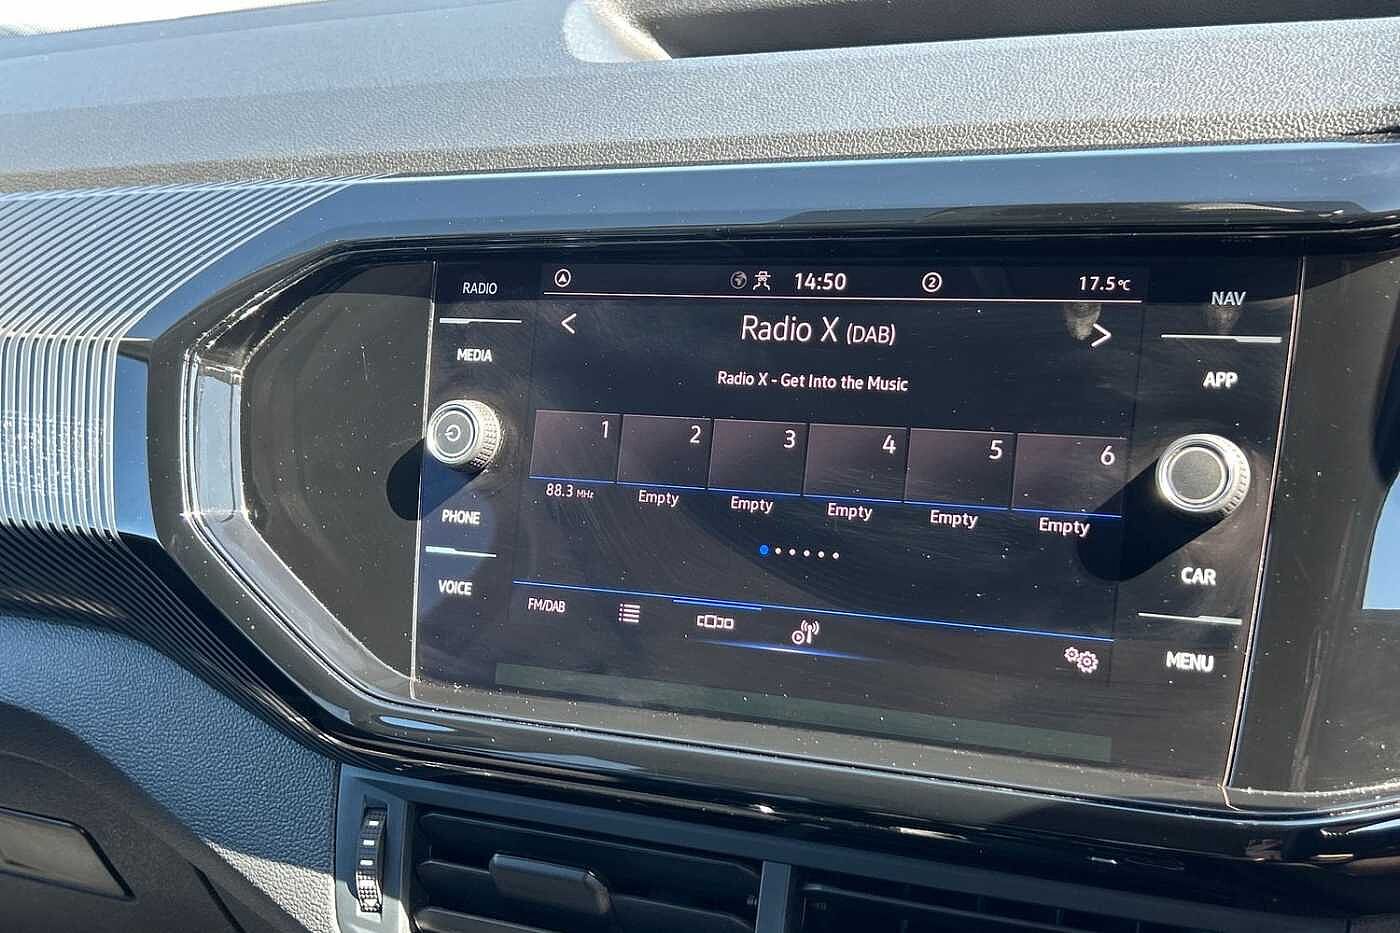 RADIO
MEDIA
PHONE
VOICE
14:50
2
17.5°C
Radio X (DAB)
Radio X - Get Into the Music
1 2 3 4 5 6
88.3 MHz Empty Empty Empty Empty Empty
FM/DAB
NAV
APP
CAR
MENU